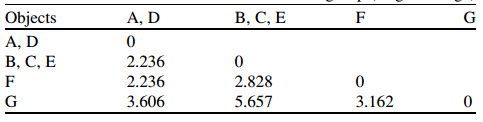 Objects A, D B, C, E F G
A, D 0
B, C, E 2.236 0
F 2.236 2.828 0
G 3.606 5.657 3.162 0